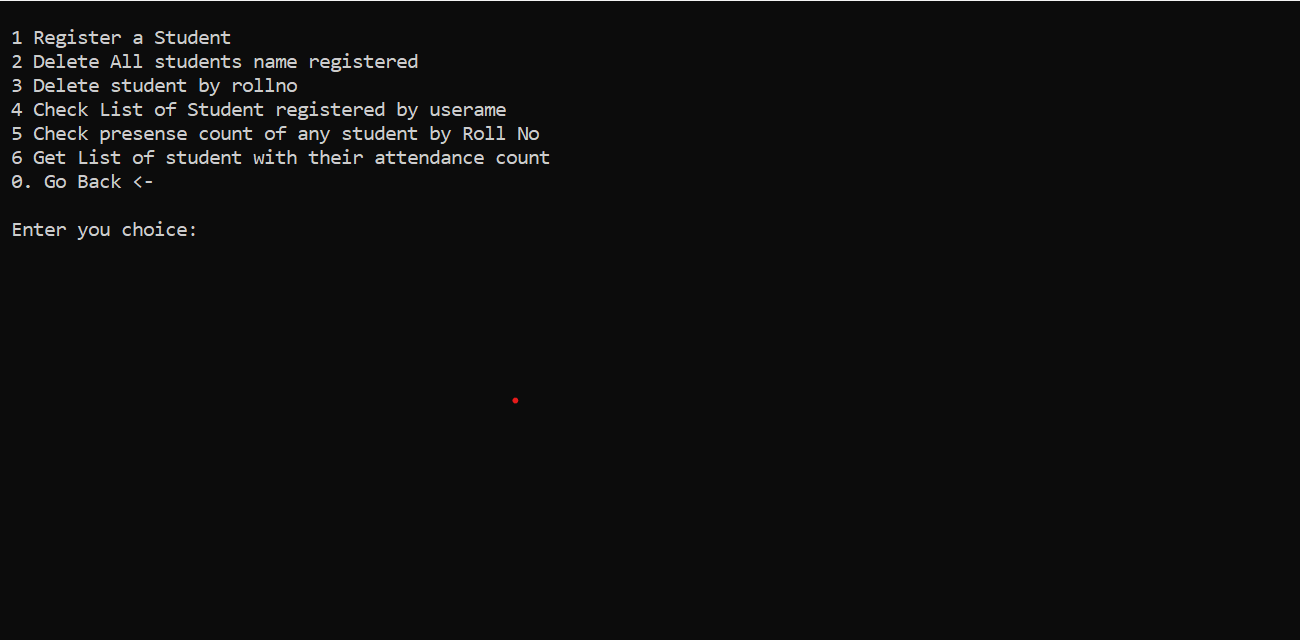 1 Register a Student
2 Delete All students name registered
3 Delete student by rollno
4 Check List of Student registered by userame
5 Check presense count of any student by Roll No
6 Get List of student with their attendance count
0. Go Back <-
Enter you choice: